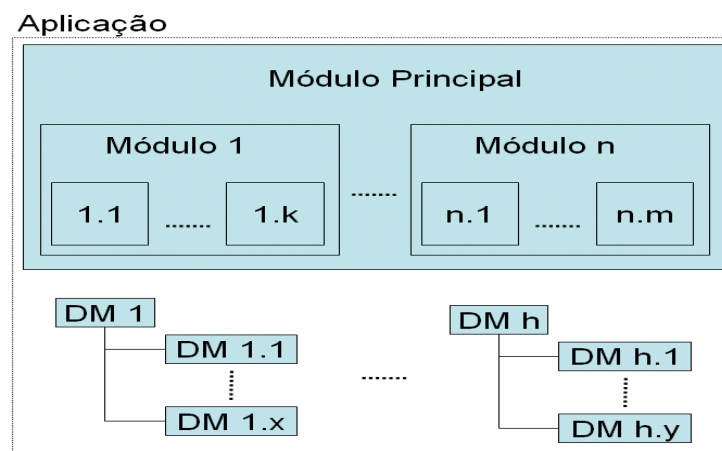 Aplicação
Módulo Principal
Módulo 1
Módulo n
1.1 ....... 1.k ....... n.1 ....... n.m
DM 1
DM h
DM 1.1
DM h.1
.......
DM 1.x
DM h.y